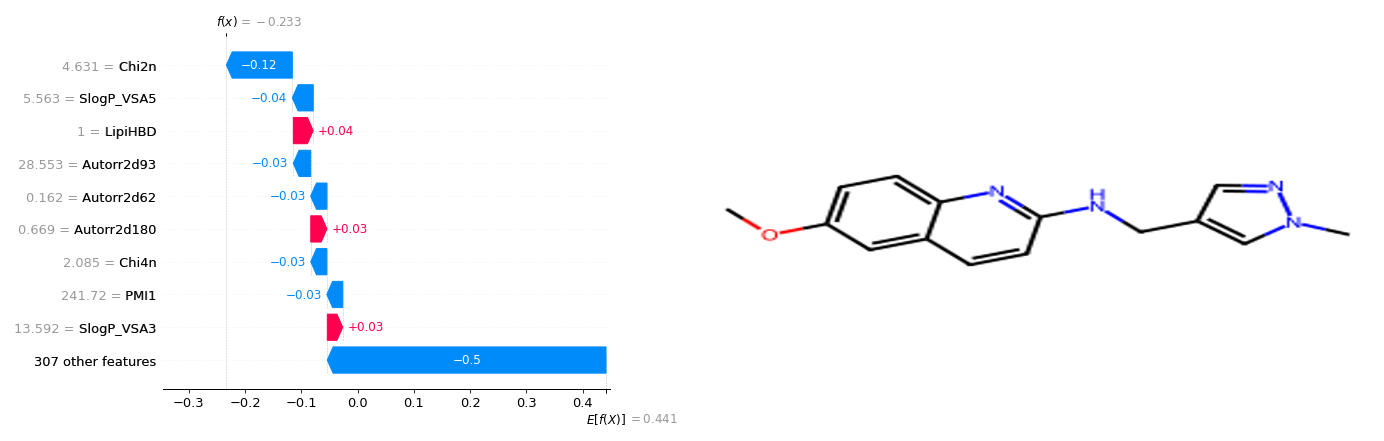 f(x) = −0.233
4.631 = Chi2n
−0.12
5.563 = SlogP_VSA5
−0.04
1 = LipiHBD
+0.04
28.553 = Autorr2d93
−0.03
0.162 = Autorr2d62
−0.03
0.669 = Autorr2d180
+0.03
2.085 = Chi4n
−0.03
241.72 = PMI1
−0.03
13.592 = SlogP_VSA3
+0.03
307 other features
−0.5
−0.3 −0.2 −0.1 0.0 0.1 0.2 0.3 0.4
E[f(X)] = 0.441
O
N
H
N
N
N